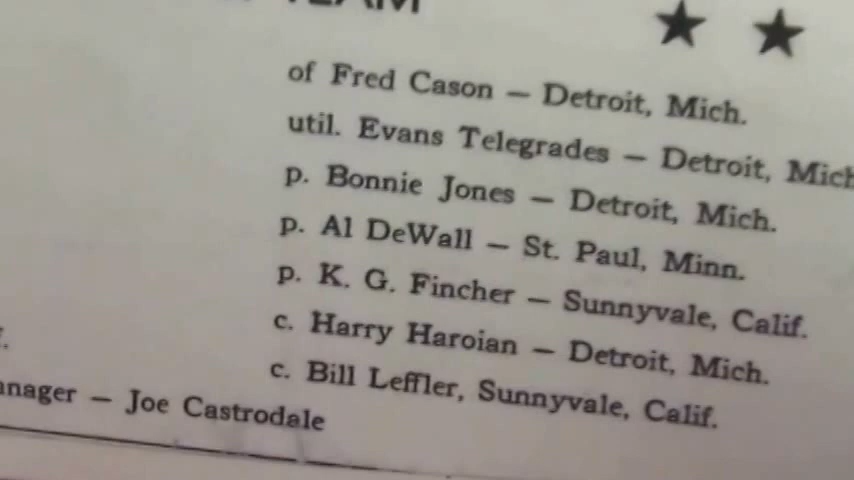 TEAM
of Fred Cason — Detroit, Mich.
util. Evans Telegrades — Detroit, Mich
p. Bonnie Jones — Detroit, Mich.
p. Al DeWall — St. Paul, Minn.
p. K. G. Fincher — Sunnyvale, Calif.
c. Harry Haroian — Detroit, Mich.
c. Bill Leffler, Sunnyvale, Calif.
anager — Joe Castrodale